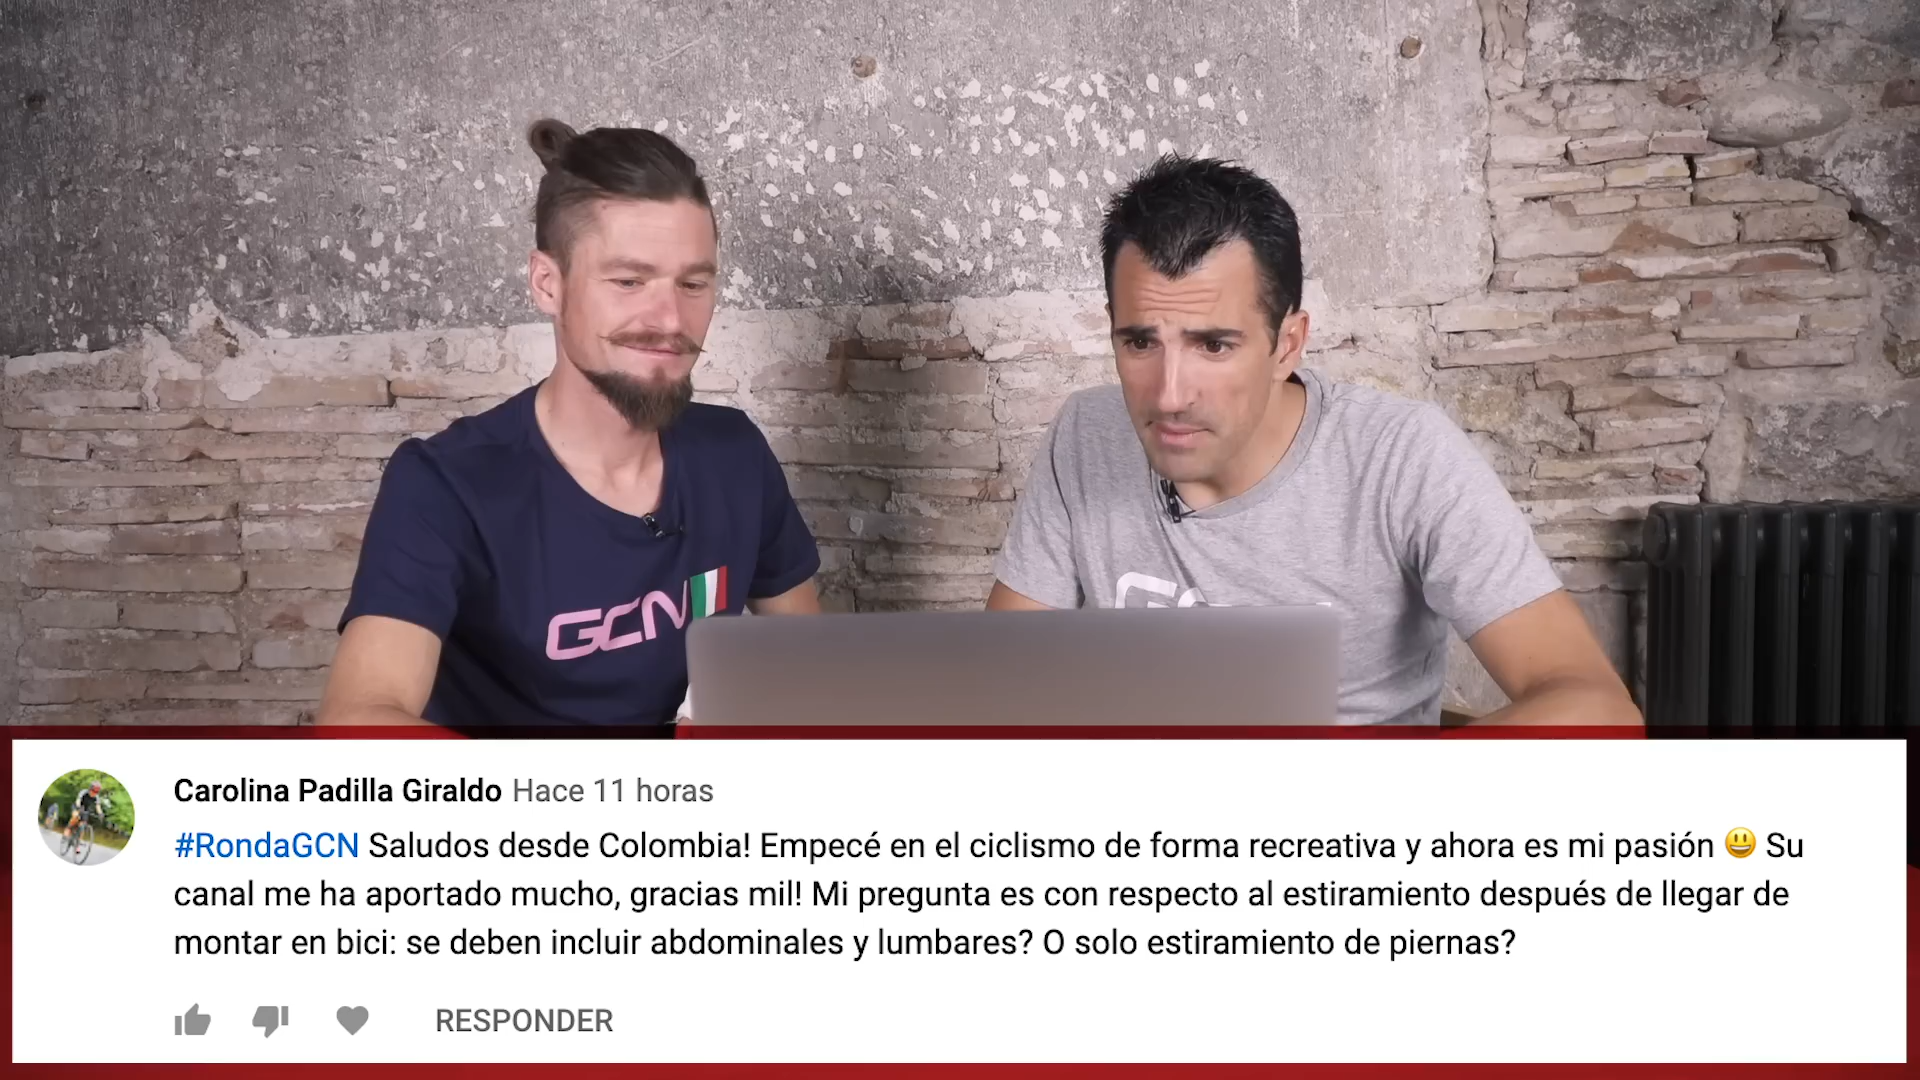 GCN
GC
Carolina Padilla Giraldo Hace 11 horas
#RondaGCN Saludos desde Colombia! Empecé en el ciclismo de forma recreativa y ahora es mi pasión 😃 Su
canal me ha aportado mucho, gracias mil! Mi pregunta es con respecto al estiramiento después de llegar de
montar en bici: se deben incluir abdominales y lumbares? O solo estiramiento de piernas?
RESPONDER